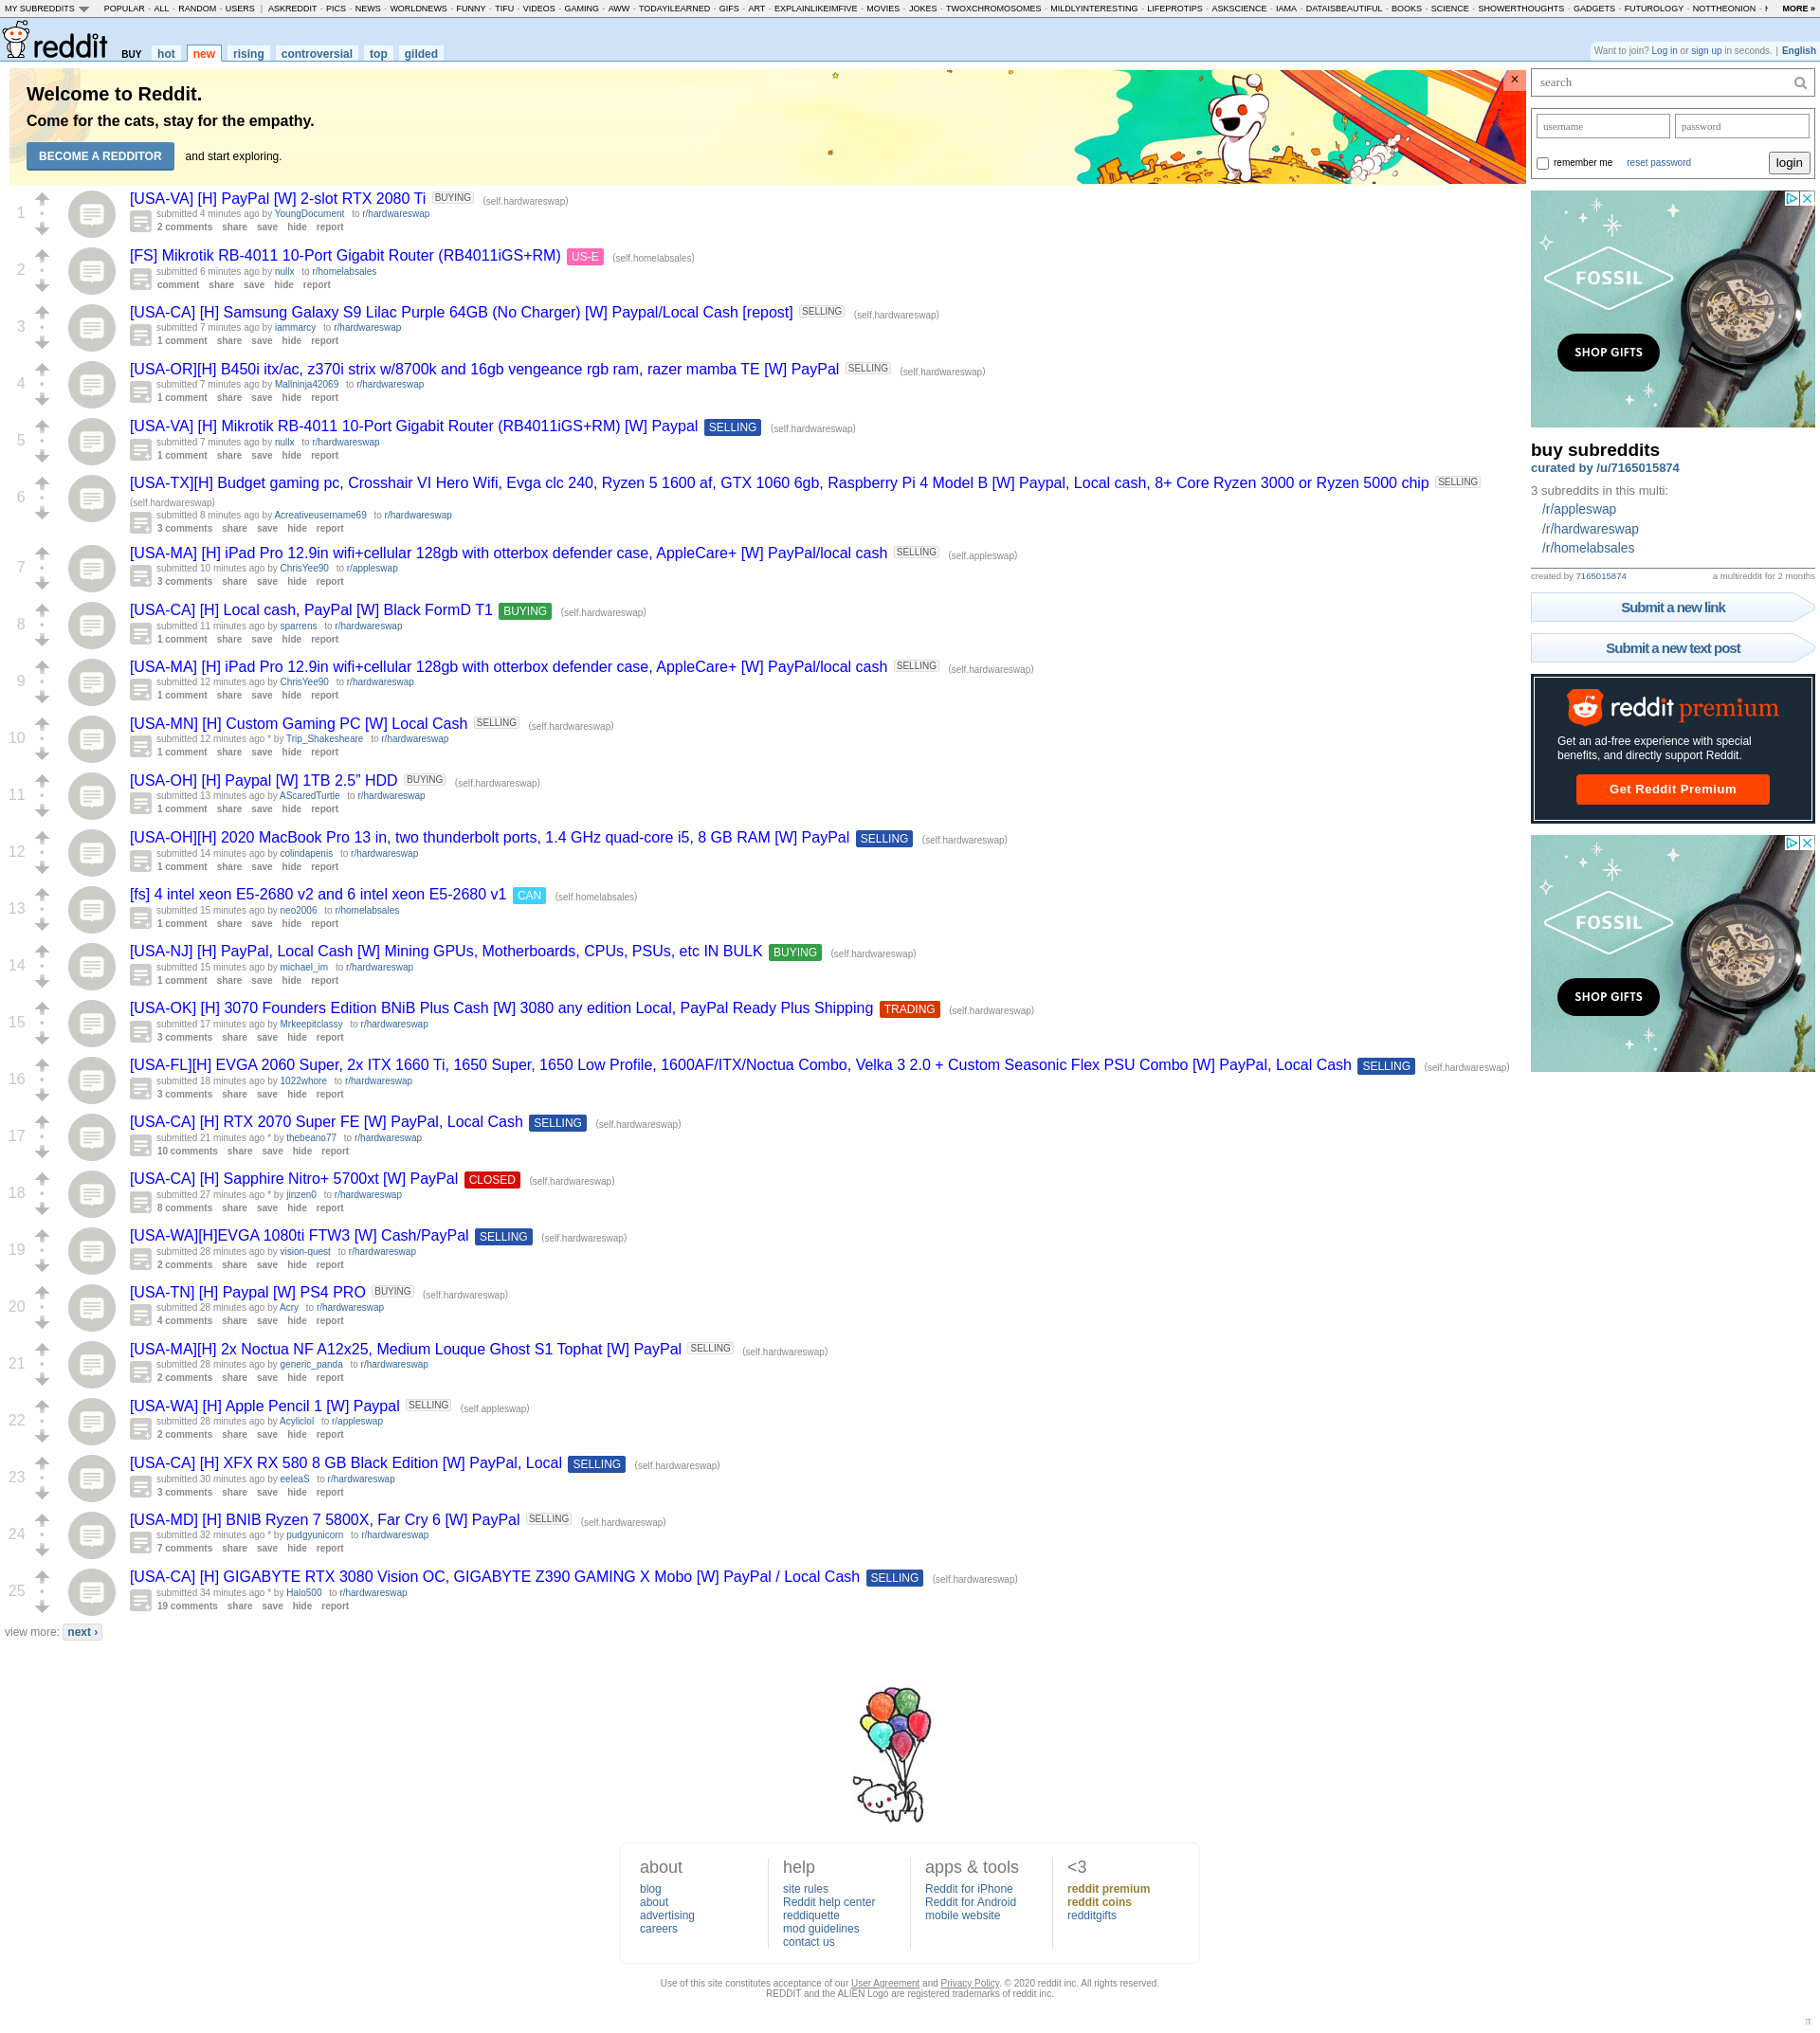 MY SUBREDDITS POPULAR - ALL - RANDOM - USERS | ASKREDDIT - PICS - NEWS - WORLDNEWS - FUNNY - TIFU - VIDEOS - GAMING - AWW - TODAYILEARNED - GIFS - ART - EXPLAINLIKEIMFIVE - MOVIES - JOKES - TWOXCHROMOSOMES - MILDLYINTERESTING - LIFEPROTIPS - ASKSCIENCE - IAMA - DATAISBEAUTIFUL - BOOKS - SCIENCE - SHOWERTHOUGHTS - GADGETS - FUTUROLOGY - NOTTHEONION - MORE »
reddit BUY hot new rising controversial top gilded
Want to join? Log in or sign up in seconds. | English
Welcome to Reddit.
Come for the cats, stay for the empathy.
BECOME A REDDITOR and start exploring.
×
1
[USA-VA] [H] PayPal [W] 2-slot RTX 2080 Ti BUYING (self.hardwareswap)
submitted 4 minutes ago by YoungDocument to r/hardwareswap
2 comments share save hide report
2
[FS] Mikrotik RB-4011 10-Port Gigabit Router (RB4011iGS+RM) US-E (self.homelabsales)
submitted 6 minutes ago by nullx to r/homelabsales
comment share save hide report
3
[USA-CA] [H] Samsung Galaxy S9 Lilac Purple 64GB (No Charger) [W] Paypal/Local Cash [repost] SELLING (self.hardwareswap)
submitted 7 minutes ago by iammarcy to r/hardwareswap
1 comment share save hide report
4
[USA-OR][H] B450i itx/ac, z370i strix w/8700k and 16gb vengeance rgb ram, razer mamba TE [W] PayPal SELLING (self.hardwareswap)
submitted 7 minutes ago by Mallninja42069 to r/hardwareswap
1 comment share save hide report
5
[USA-VA] [H] Mikrotik RB-4011 10-Port Gigabit Router (RB4011iGS+RM) [W] Paypal SELLING (self.hardwareswap)
submitted 7 minutes ago by nullx to r/hardwareswap
1 comment share save hide report
6
[USA-TX][H] Budget gaming pc, Crosshair VI Hero Wifi, Evga clc 240, Ryzen 5 1600 af, GTX 1060 6gb, Raspberry Pi 4 Model B [W] Paypal, Local cash, 8+ Core Ryzen 3000 or Ryzen 5000 chip SELLING
(self.hardwareswap)
submitted 8 minutes ago by Acreativeusername69 to r/hardwareswap
3 comments share save hide report
7
[USA-MA] [H] iPad Pro 12.9in wifi+cellular 128gb with otterbox defender case, AppleCare+ [W] PayPal/local cash SELLING (self.appleswap)
submitted 10 minutes ago by ChrisYee90 to r/appleswap
3 comments share save hide report
8
[USA-CA] [H] Local cash, PayPal [W] Black FormD T1 BUYING (self.hardwareswap)
submitted 11 minutes ago by sparrens to r/hardwareswap
1 comment share save hide report
9
[USA-MA] [H] iPad Pro 12.9in wifi+cellular 128gb with otterbox defender case, AppleCare+ [W] PayPal/local cash SELLING (self.hardwareswap)
submitted 12 minutes ago by ChrisYee90 to r/hardwareswap
1 comment share save hide report
10
[USA-MN] [H] Custom Gaming PC [W] Local Cash SELLING (self.hardwareswap)
submitted 12 minutes ago * by Trip_Shakesheare to r/hardwareswap
1 comment share save hide report
11
[USA-OH] [H] Paypal [W] 1TB 2.5” HDD BUYING (self.hardwareswap)
submitted 13 minutes ago by AScaredTurtle to r/hardwareswap
1 comment share save hide report
12
[USA-OH][H] 2020 MacBook Pro 13 in, two thunderbolt ports, 1.4 GHz quad-core i5, 8 GB RAM [W] PayPal SELLING (self.hardwareswap)
submitted 14 minutes ago by colindapenis to r/hardwareswap
1 comment share save hide report
13
[fs] 4 intel xeon E5-2680 v2 and 6 intel xeon E5-2680 v1 CAN (self.homelabsales)
submitted 15 minutes ago by neo2006 to r/homelabsales
1 comment share save hide report
14
[USA-NJ] [H] PayPal, Local Cash [W] Mining GPUs, Motherboards, CPUs, PSUs, etc IN BULK BUYING (self.hardwareswap)
submitted 15 minutes ago by michael_im to r/hardwareswap
1 comment share save hide report
15
[USA-OK] [H] 3070 Founders Edition BNiB Plus Cash [W] 3080 any edition Local, PayPal Ready Plus Shipping TRADING (self.hardwareswap)
submitted 17 minutes ago by Mrkeepitclassy to r/hardwareswap
3 comments share save hide report
16
[USA-FL][H] EVGA 2060 Super, 2x ITX 1660 Ti, 1650 Super, 1650 Low Profile, 1600AF/ITX/Noctua Combo, Velka 3 2.0 + Custom Seasonic Flex PSU Combo [W] PayPal, Local Cash SELLING (self.hardwareswap)
submitted 18 minutes ago by 1022whore to r/hardwareswap
3 comments share save hide report
17
[USA-CA] [H] RTX 2070 Super FE [W] PayPal, Local Cash SELLING (self.hardwareswap)
submitted 21 minutes ago * by thebeano77 to r/hardwareswap
10 comments share save hide report
18
[USA-CA] [H] Sapphire Nitro+ 5700xt [W] PayPal CLOSED (self.hardwareswap)
submitted 27 minutes ago * by jinzen0 to r/hardwareswap
8 comments share save hide report
19
[USA-WA][H]EVGA 1080ti FTW3 [W] Cash/PayPal SELLING (self.hardwareswap)
submitted 28 minutes ago by vision-quest to r/hardwareswap
2 comments share save hide report
20
[USA-TN] [H] Paypal [W] PS4 PRO BUYING (self.hardwareswap)
submitted 28 minutes ago by Acry to r/hardwareswap
4 comments share save hide report
21
[USA-MA][H] 2x Noctua NF A12x25, Medium Louque Ghost S1 Tophat [W] PayPal SELLING (self.hardwareswap)
submitted 28 minutes ago by generic_panda to r/hardwareswap
2 comments share save hide report
22
[USA-WA] [H] Apple Pencil 1 [W] Paypal SELLING (self.appleswap)
submitted 28 minutes ago by Acyliclol to r/appleswap
2 comments share save hide report
23
[USA-CA] [H] XFX RX 580 8 GB Black Edition [W] PayPal, Local SELLING (self.hardwareswap)
submitted 30 minutes ago by eeleaS to r/hardwareswap
3 comments share save hide report
24
[USA-MD] [H] BNIB Ryzen 7 5800X, Far Cry 6 [W] PayPal SELLING (self.hardwareswap)
submitted 32 minutes ago * by pudgyunicorn to r/hardwareswap
7 comments share save hide report
25
[USA-CA] [H] GIGABYTE RTX 3080 Vision OC, GIGABYTE Z390 GAMING X Mobo [W] PayPal / Local Cash SELLING (self.hardwareswap)
submitted 34 minutes ago * by Halo500 to r/hardwareswap
19 comments share save hide report
view more: next ›
search
username password
remember me reset password login
FOSSIL
SHOP GIFTS
buy subreddits
curated by /u/7165015874
3 subreddits in this multi:
/r/appleswap
/r/hardwareswap
/r/homelabsales
created by 7165015874 a multireddit for 2 months
Submit a new link
Submit a new text post
reddit premium
Get an ad-free experience with special
benefits, and directly support Reddit.
Get Reddit Premium
FOSSIL
SHOP GIFTS
about
blog
about
advertising
careers
help
site rules
Reddit help center
reddiquette
mod guidelines
contact us
apps & tools
Reddit for iPhone
Reddit for Android
mobile website
<3
reddit premium
reddit coins
redditgifts
Use of this site constitutes acceptance of our User Agreement and Privacy Policy. © 2020 reddit inc. All rights reserved.
REDDIT and the ALIEN Logo are registered trademarks of reddit inc.
π